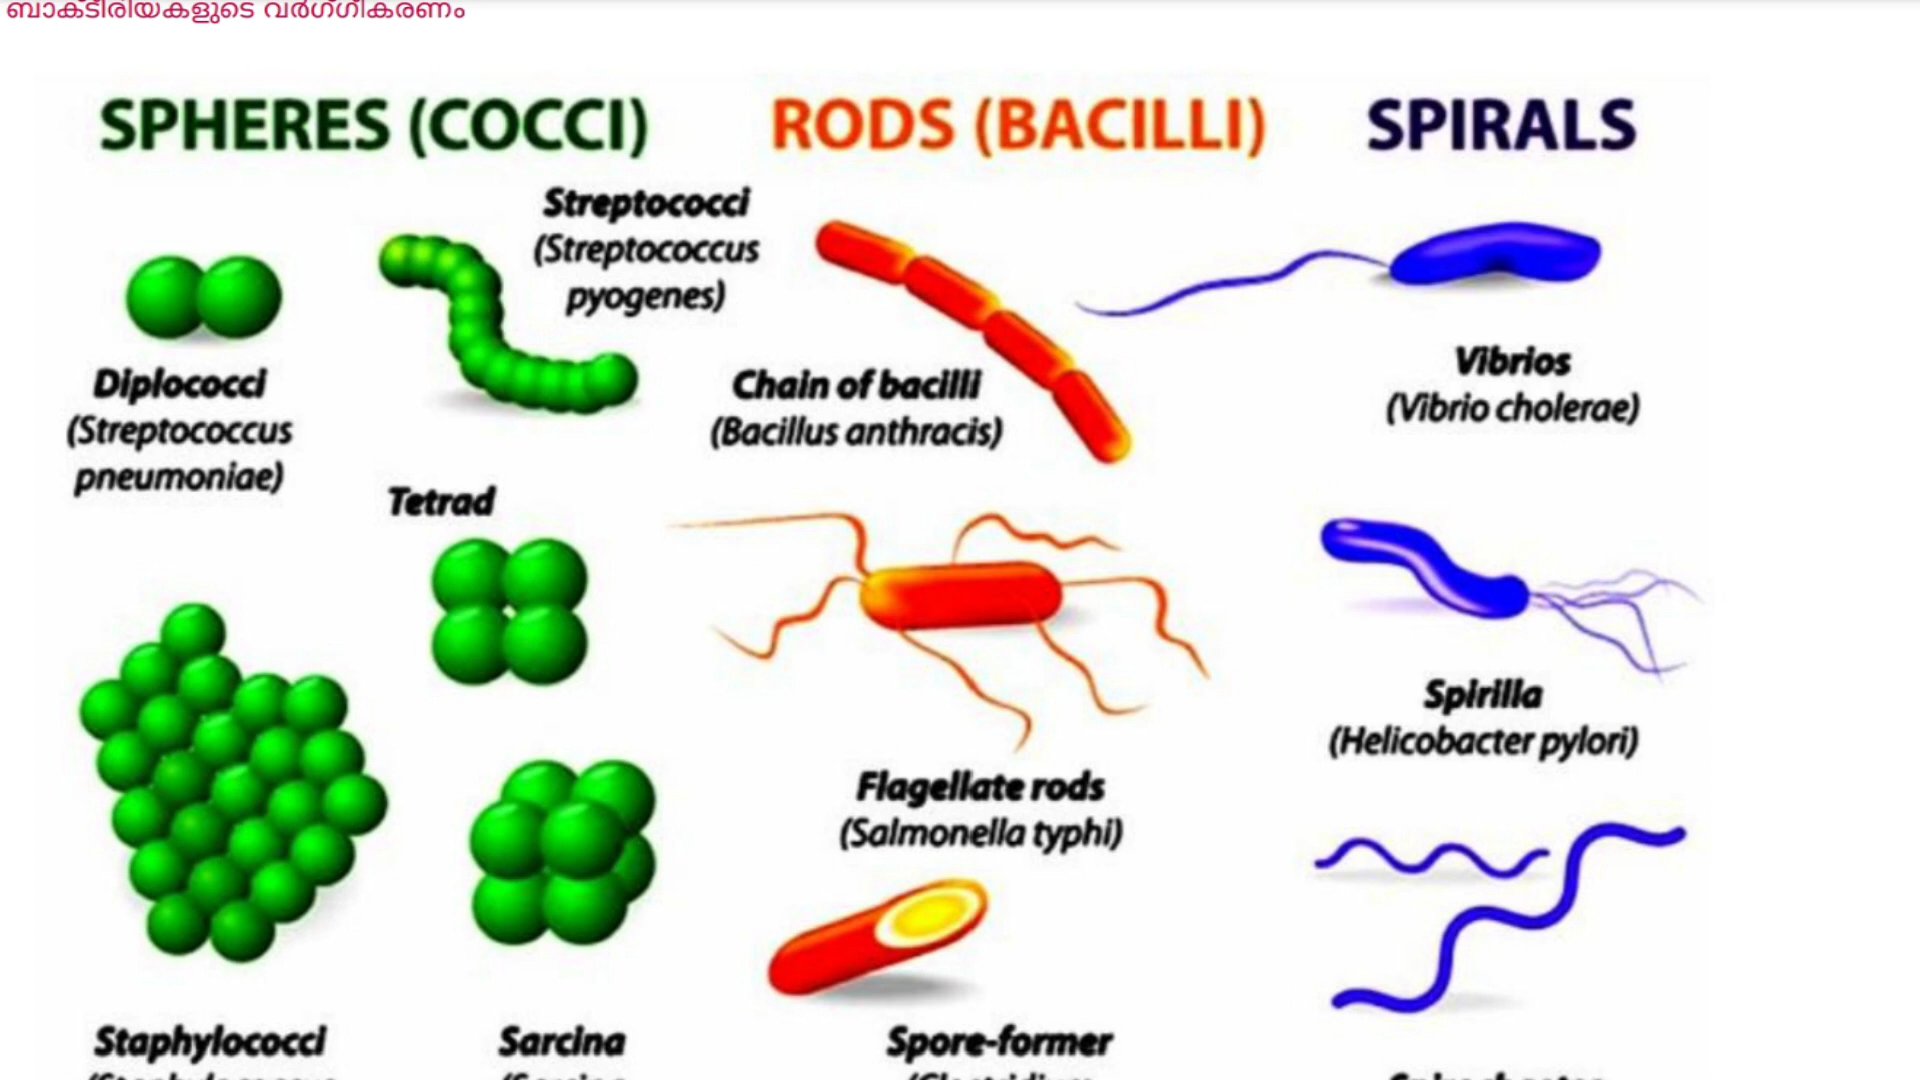 ബാക്ടീരിയകളുടെ വർഗ്ഗീകരണം
SPHERES (COCCI)
RODS (BACILLI)
SPIRALS
Streptococci
(Streptococcus
pyogenes)
Diplococci
(Streptococcus
pneumoniae)
Chain of bacilli
(Bacillus anthracis)
Vibrios
(Vibrio cholerae)
Tetrad
Spirilla
(Helicobacter pylori)
Flagellate rods
(Salmonella typhi)
Staphylococci
Sarcina
Spore-former